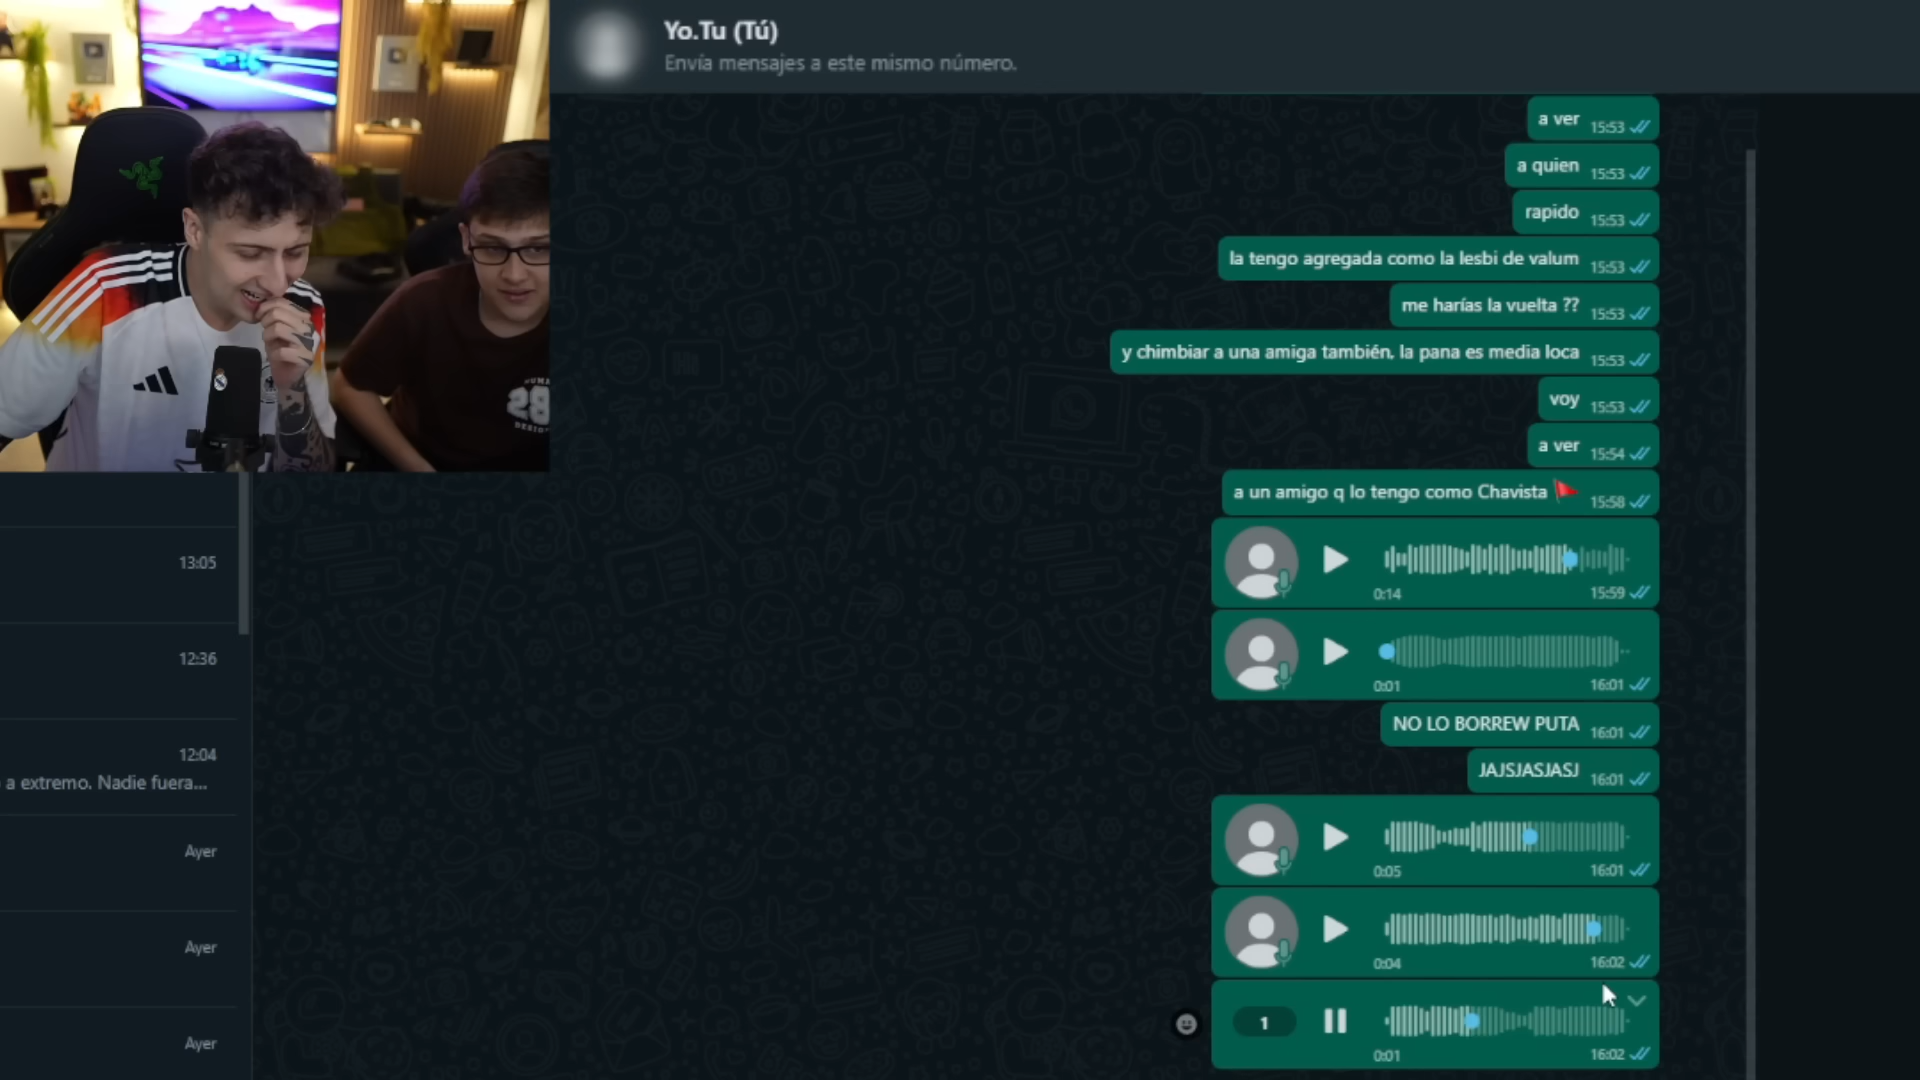 Yo.Tu (Tú)
Envía mensajes a este mismo número.
a ver 15:53
a quien 15:53
rapido 15:53
la tengo agregada como la lesbi de valum 15:53
me harías la vuelta ?? 15:53
y chimbiar a una amiga también, la pana es media loca 15:53
voy 15:53
a ver 15:54
a un amigo q lo tengo como Chavista 🚩 15:58
0:14 15:59
0:01 16:01
NO LO BORREW PUTA 16:01
JAJSJASJASJ 16:01
0:05 16:01
0:04 16:02
1
0:01 16:02
13:05
12:36
12:04
a extremo. Nadie fuera...
Ayer
Ayer
Ayer
28